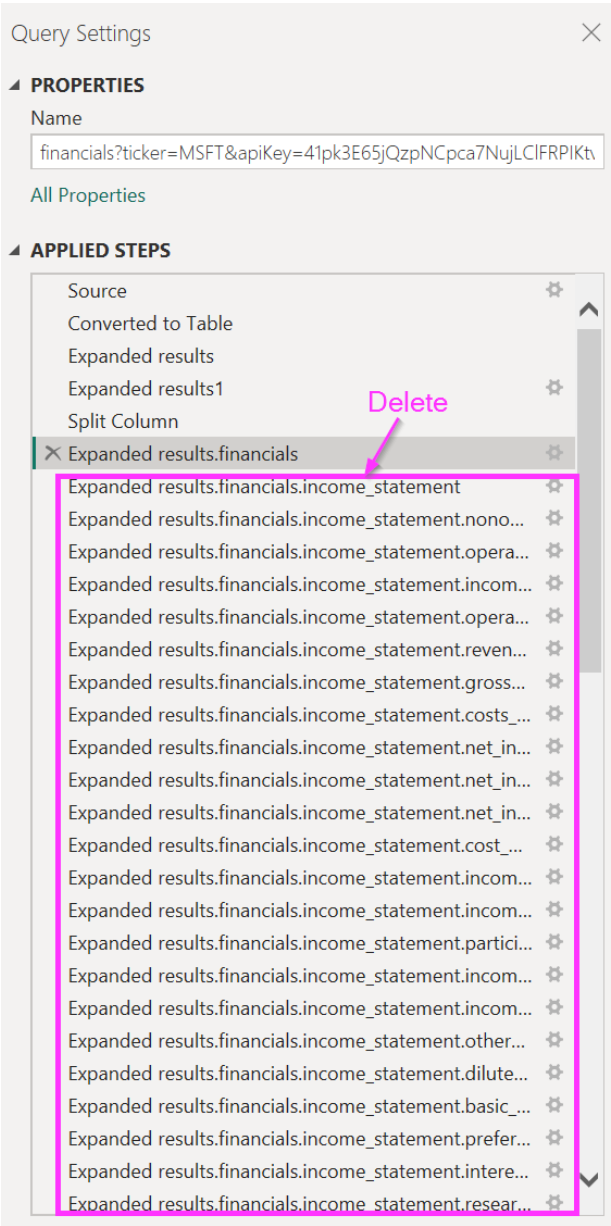 Query Settings
PROPERTIES
Name
financials?ticker=MSFT&apiKey=41pk3E65jQzpNCpca7NujLClFRPIKt
All Properties
APPLIED STEPS
Source
Converted to Table
Expanded results
Expanded results1
Delete
Split Column
Expanded results.financials
Expanded results.financials.income_statement
Expanded results.financials.income_statement.nono...
Expanded results.financials.income_statement.opera...
Expanded results.financials.income_statement.incom...
Expanded results.financials.income_statement.opera...
Expanded results.financials.income_statement.reven...
Expanded results.financials.income_statement.gross...
Expanded results.financials.income_statement.costs_...
Expanded results.financials.income_statement.net_in...
Expanded results.financials.income_statement.net_in...
Expanded results.financials.income_statement.net_in...
Expanded results.financials.income_statement.cost_...
Expanded results.financials.income_statement.incom...
Expanded results.financials.income_statement.incom...
Expanded results.financials.income_statement.partici...
Expanded results.financials.income_statement.incom...
Expanded results.financials.income_statement.incom...
Expanded results.financials.income_statement.other...
Expanded results.financials.income_statement.dilute...
Expanded results.financials.income_statement.basic_...
Expanded results.financials.income_statement.prefer...
Expanded results.financials.income_statement.intere...
Expanded results.financials.income_statement.resear...